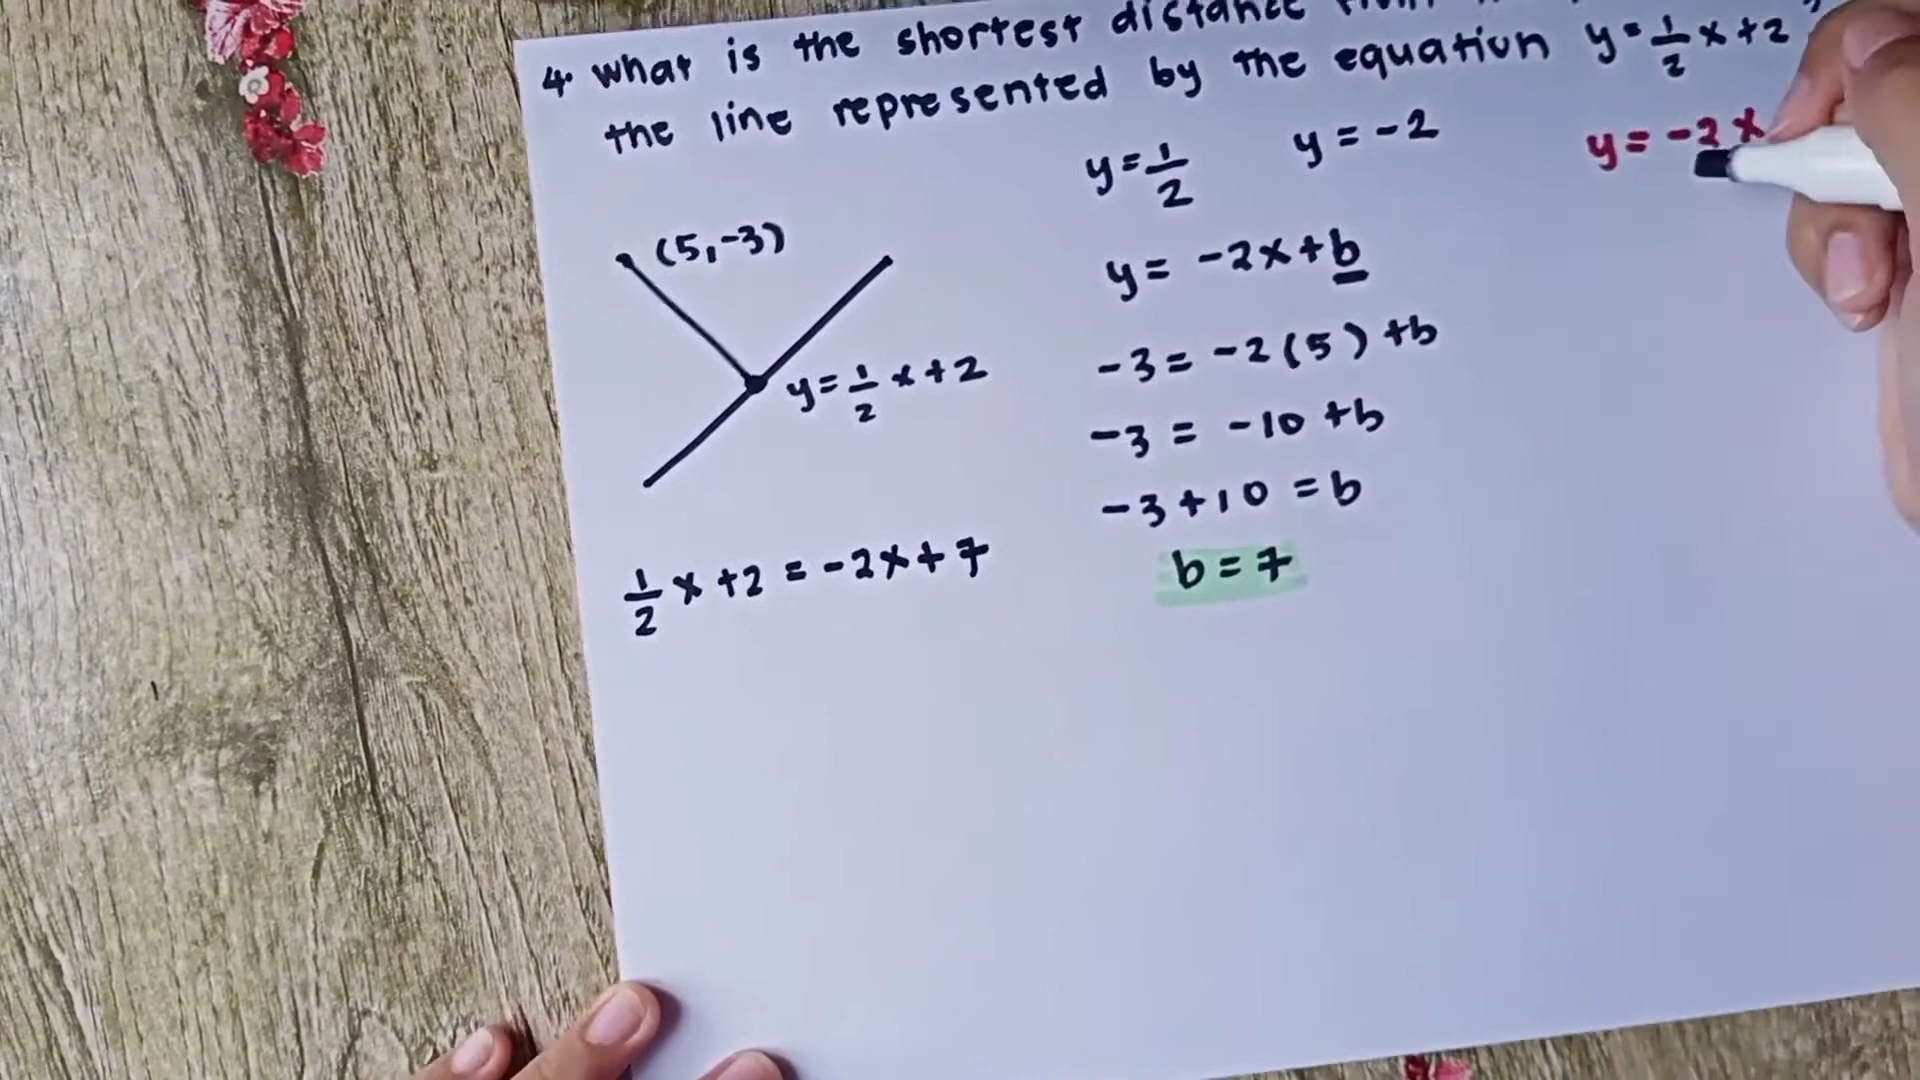 4. What is the shortest distance
the line represented by the equation y = 1/2 x + 2
y = 1/2
y = -2
y = -2x
(5, -3)
y = -2x + b
-3 = -2(5) + b
y = 1/2 x + 2
-3 = -10 + b
-3 + 10 = b
1/2 x + 2 = -2x + 7
b = 7